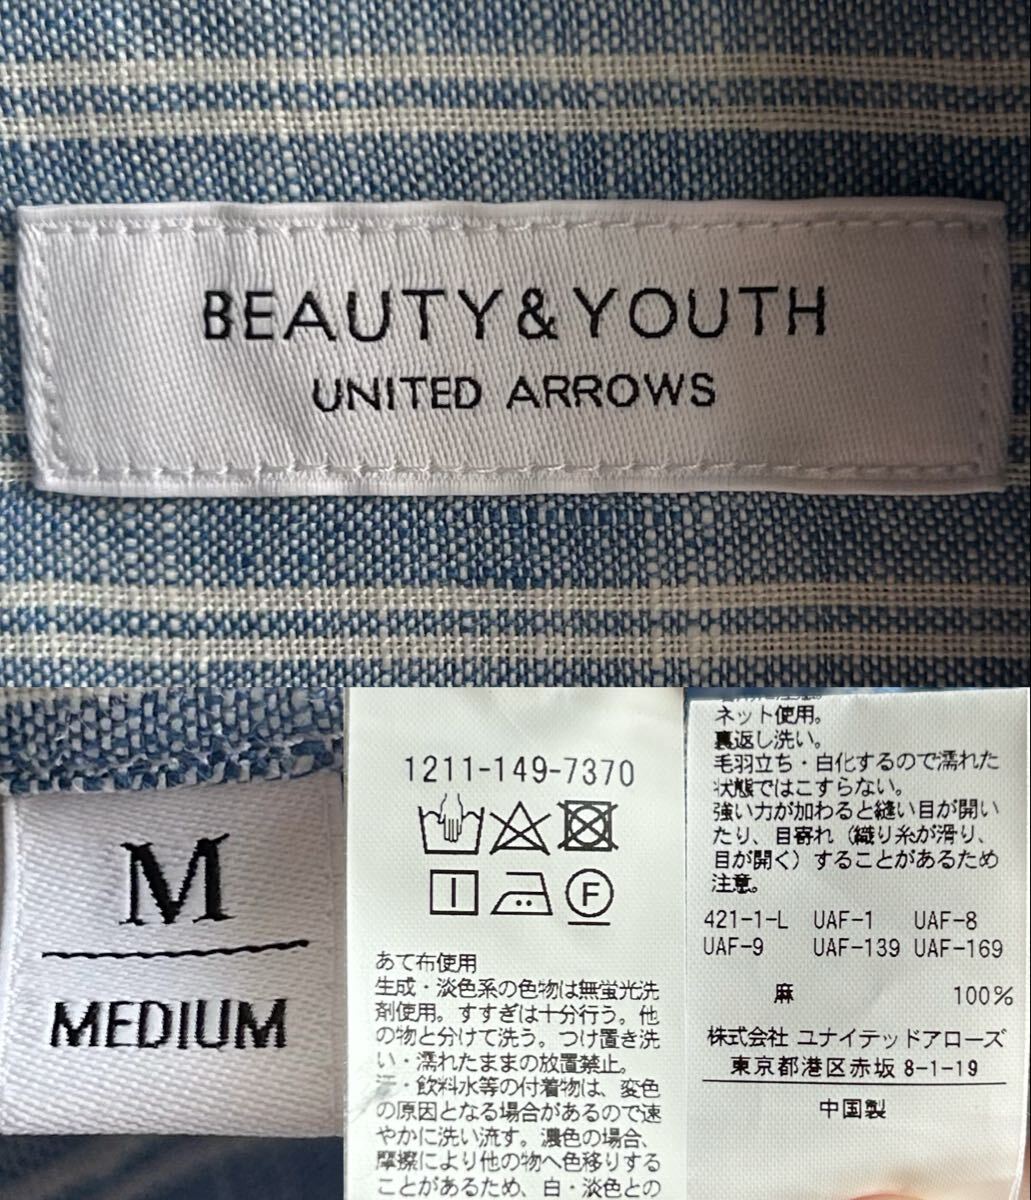 BEAUTY&YOUTH
UNITED ARROWS
M
MEDIUM
1211-149-7370
F
あて布使用
生成・淡色系の色物は無蛍光洗
剤使用。すすぎは十分行う。他
の物と分けて洗う。つけ置き洗
い・濡れたままの放置禁止。
汗・飲料水等の付着物は、変色
の原因となる場合があるので速
やかに洗い流す。濃色の場合、
摩擦により他の物へ色移りする
ことがあるため、白・淡色との
ネット使用。
裏返し洗い。
毛羽立ち・白化するので濡れた
状態ではこすらない。
強い力が加わると縫い目が開い
たり、目寄れ（織り糸が滑り、
目が開く）することがあるため
注意。
421-1-L UAF-1 UAF-8
UAF-9 UAF-139 UAF-169
麻 100%
株式会社 ユナイテッドアローズ
東京都港区赤坂 8-1-19
中国製